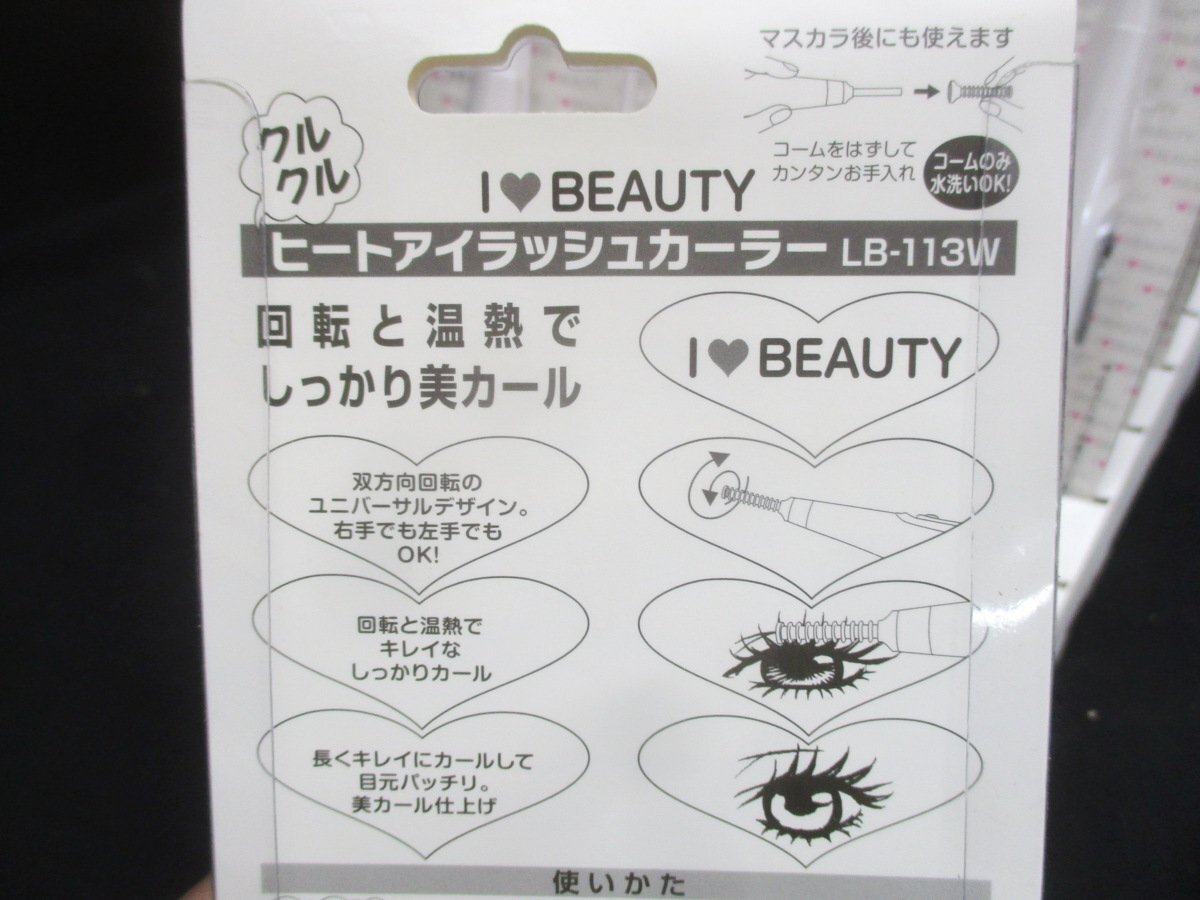 マスカラ後にも使えます
クル
クル
コームをはずして
カンタンお手入れ
コームのみ
水洗いOK!
I♥BEAUTY
ヒートアイラッシュカーラー LB-113W
回転と温熱で
しっかり美カール
I♥BEAUTY
双方向回転の
ユニバーサルデザイン。
右手でも左手でも
OK!
回転と温熱で
キレイな
しっかりカール
長くキレイにカールして
目元パッチリ。
美カール仕上げ
使いかた